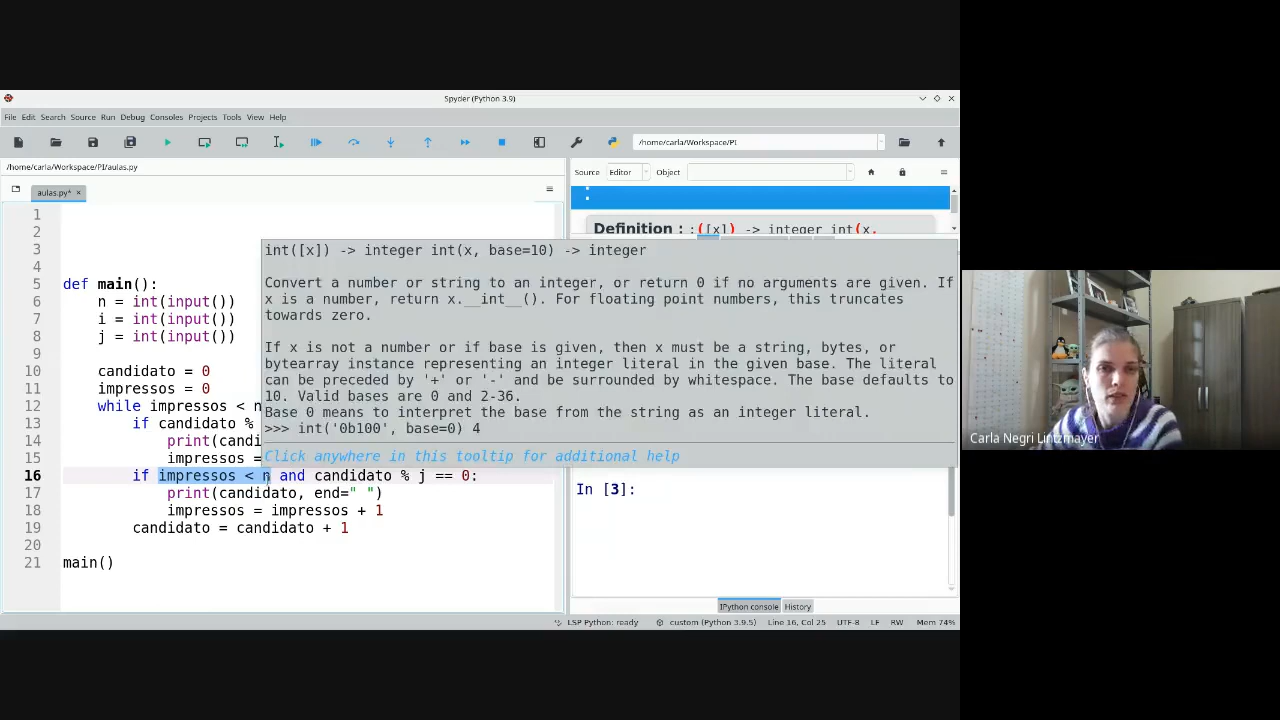 Spyder (Python 3.9)
File Edit Search Source Run Debug Consoles Projects Tools View Help
/home/carla/Workspace/PI
/home/carla/Workspace/PI/aulas.py
Source Editor Object
aulas.py*
:
Definition : :([x]) -> integer int(x,
1
2
3
4
5 def main():
6 n = int(input())
7 i = int(input())
8 j = int(input())
9
10 candidato = 0
11 impressos = 0
12 while impressos < n
13 if candidato %
14 print(candi
15 impressos =
16 if impressos < n and candidato % j == 0:
17 print(candidato, end=" ")
18 impressos = impressos + 1
19 candidato = candidato + 1
20
21 main()
int([x]) -> integer int(x, base=10) -> integer
Convert a number or string to an integer, or return 0 if no arguments are given. If
x is a number, return x.__int__(). For floating point numbers, this truncates
towards zero.
If x is not a number or if base is given, then x must be a string, bytes, or
bytearray instance representing an integer literal in the given base. The literal
can be preceded by '+' or '-' and be surrounded by whitespace. The base defaults to
10. Valid bases are 0 and 2-36.
Base 0 means to interpret the base from the string as an integer literal.
>>> int('0b100', base=0) 4
Click anywhere in this tooltip for additional help
In [3]:
IPython console History
LSP Python: ready custom (Python 3.9.5) Line 16, Col 25 UTF-8 LF RW Mem 74%
Carla Negri Lintzmayer